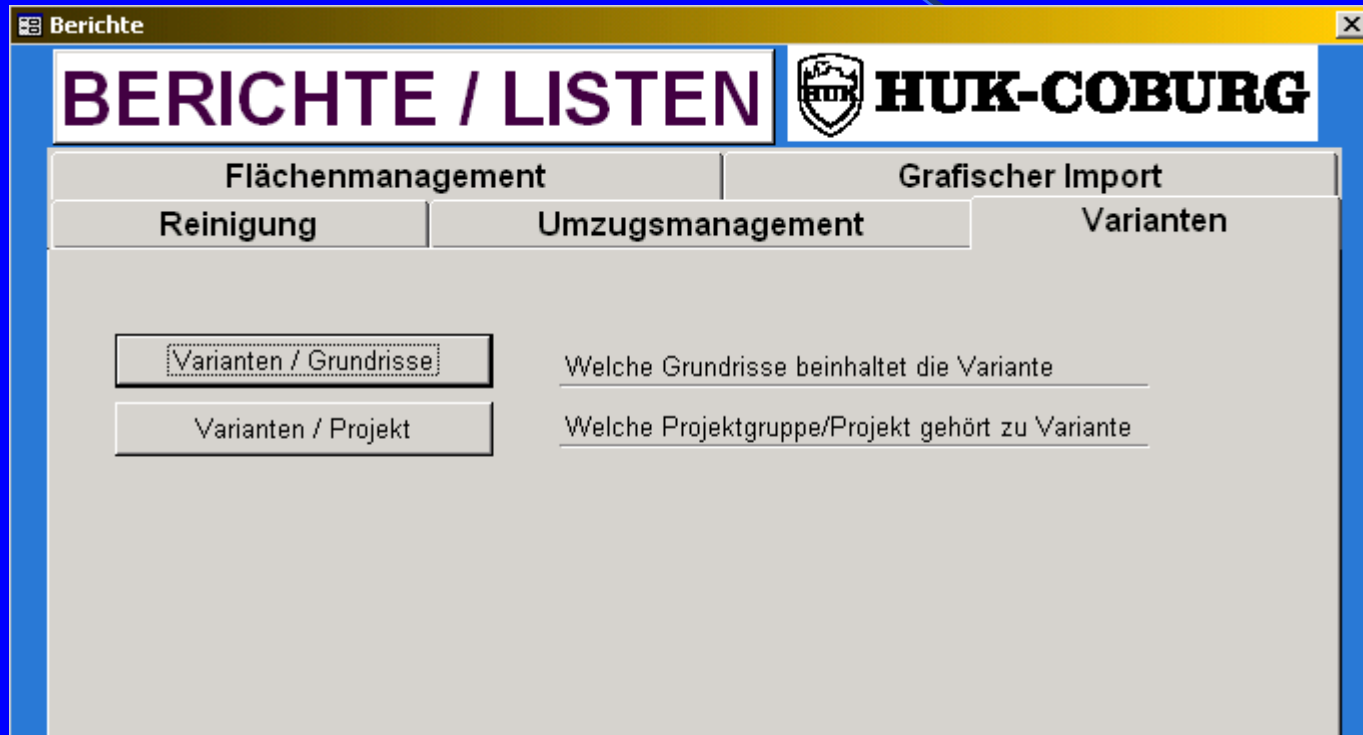 Berichte
BERICHTE / LISTEN
HUK HUK-COBURG
Flächenmanagement Grafischer Import
Reinigung Umzugsmanagement Varianten
Varianten / Grundrisse Welche Grundrisse beinhaltet die Variante
Varianten / Projekt Welche Projektgruppe/Projekt gehört zu Variante